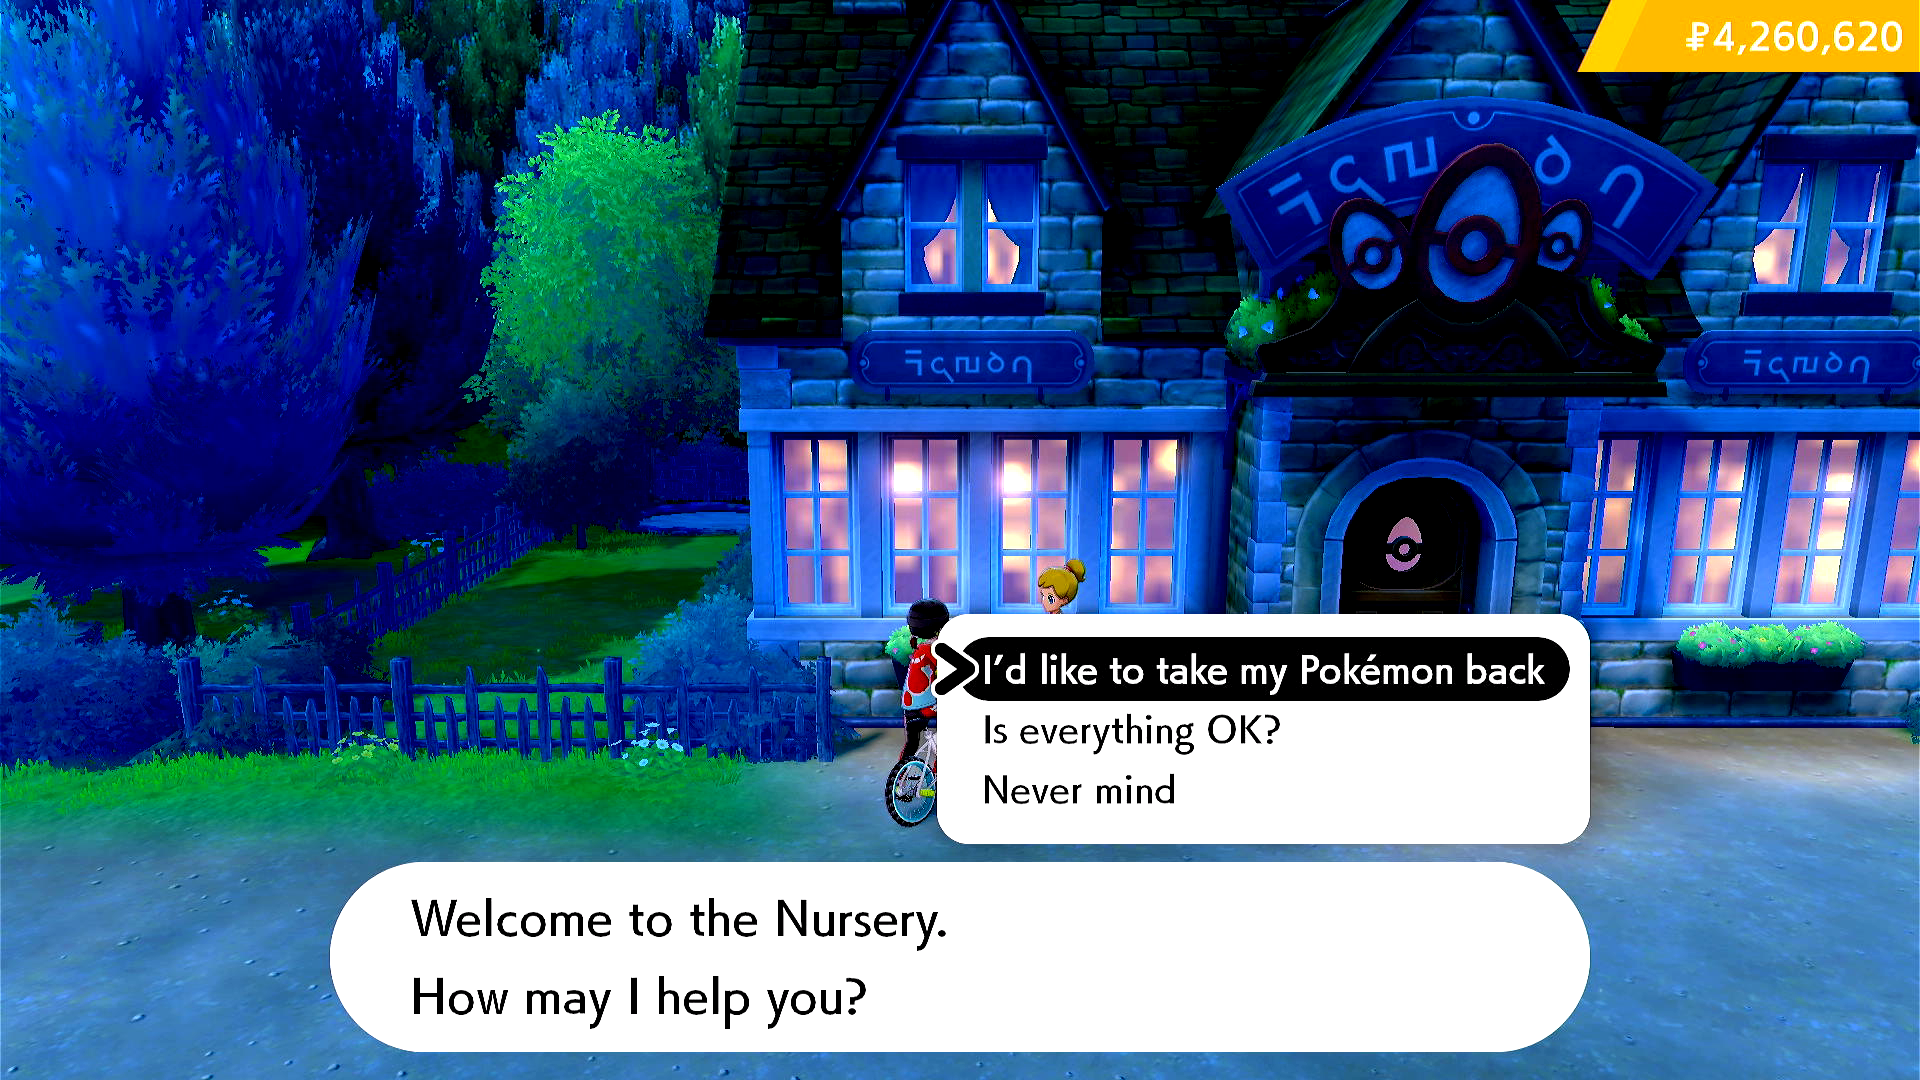 ₽4,260,620
I'd like to take my Pokémon back
Is everything OK?
Never mind
Welcome to the Nursery.
How may I help you?